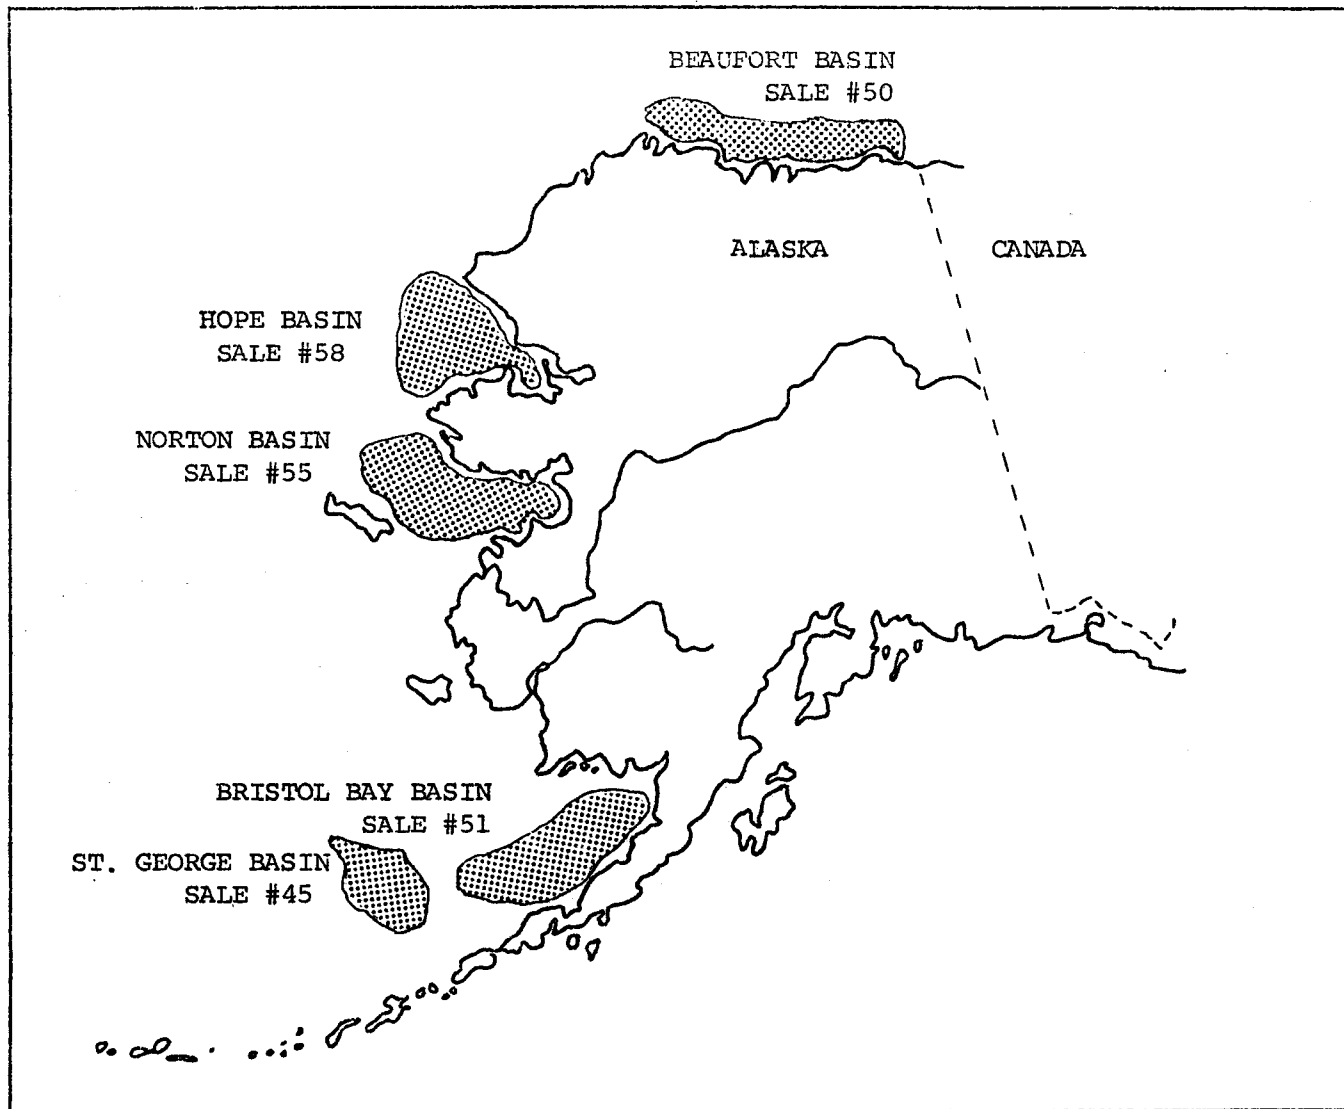 BEAUFORT BASIN
SALE #50
ALASKA
CANADA
HOPE BASIN
SALE #58
NORTON BASIN
SALE #55
BRISTOL BAY BASIN
SALE #51
ST. GEORGE BASIN
SALE #45